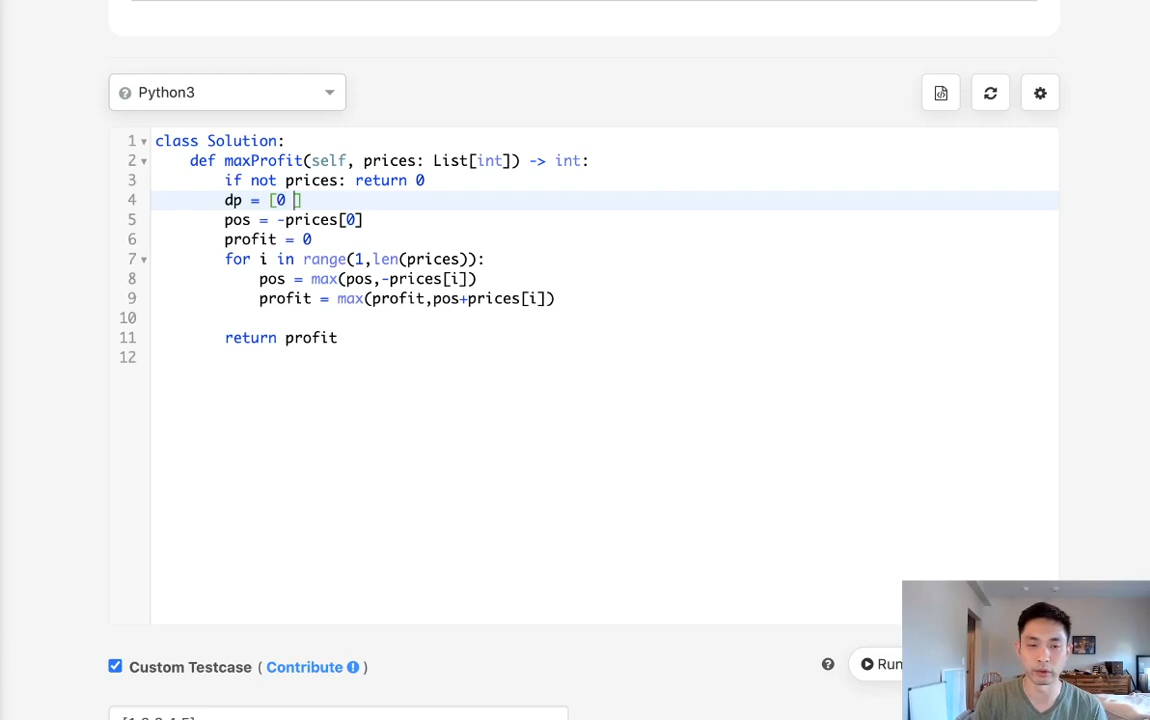 Python3
1 class Solution:
2 def maxProfit(self, prices: List[int]) -> int:
3 if not prices: return 0
4 dp = [0 ]
5 pos = -prices[0]
6 profit = 0
7 for i in range(1,len(prices)):
8 pos = max(pos,-prices[i])
9 profit = max(profit,pos+prices[i])
10
11 return profit
12
Custom Testcase ( Contribute )
Run